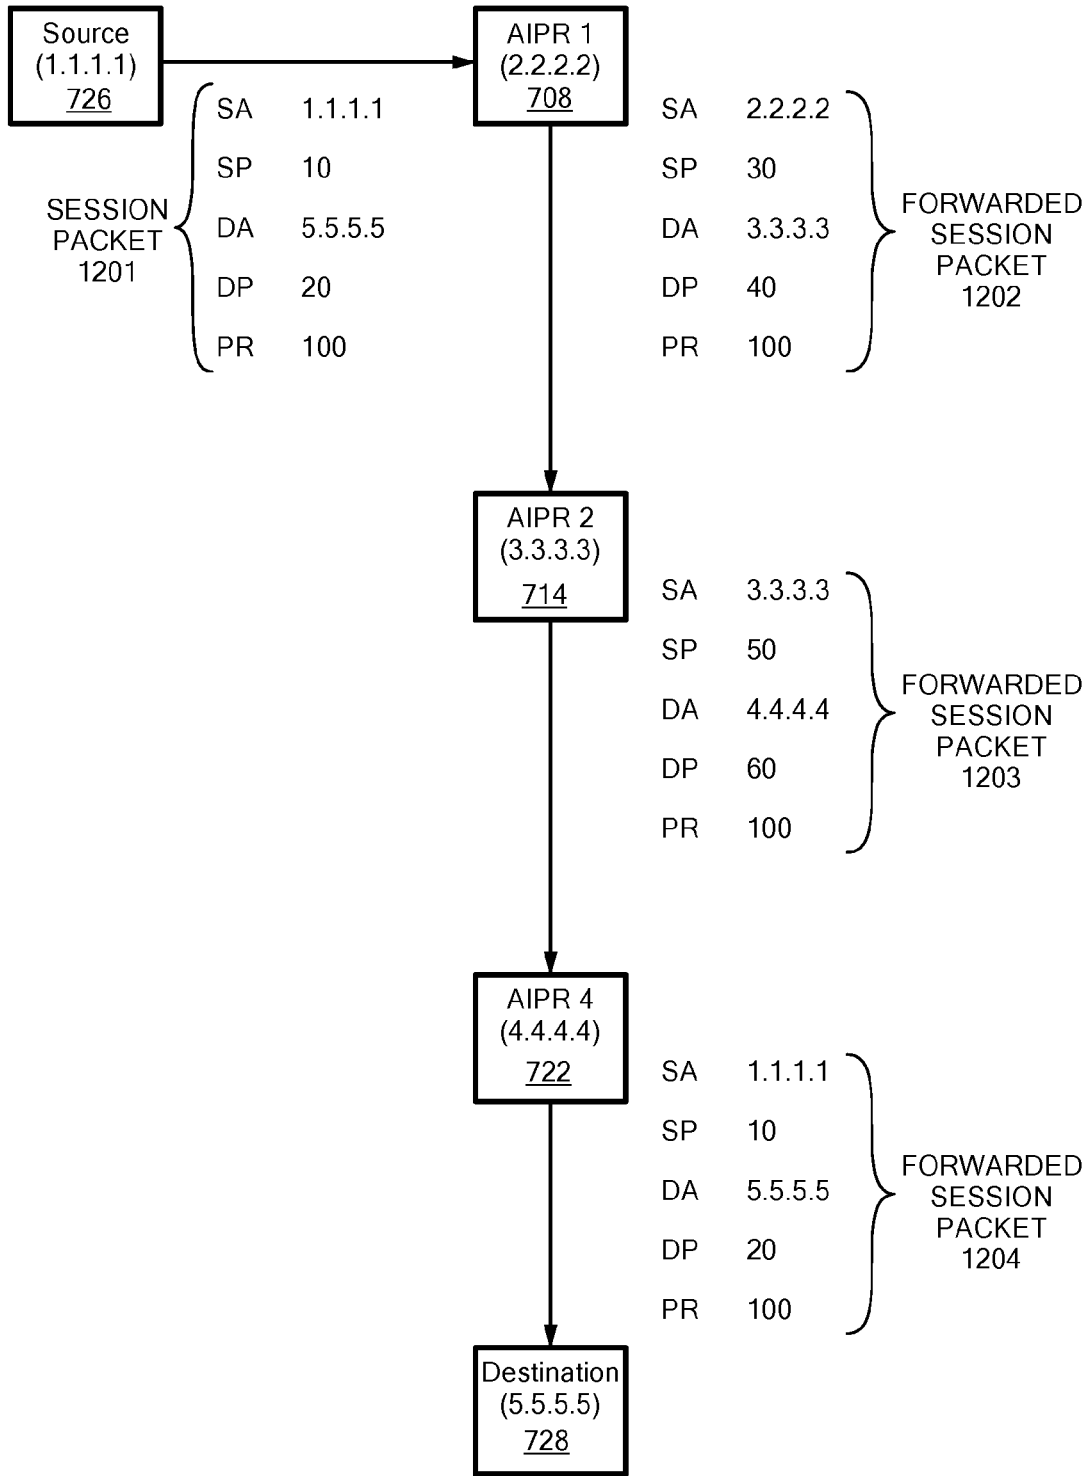 Source
(1.1.1.1)
726
AIPR 1
(2.2.2.2)
708
SESSION
PACKET
1201
SA 1.1.1.1
SP 10
DA 5.5.5.5
DP 20
PR 100
SA 2.2.2.2
SP 30
DA 3.3.3.3
DP 40
PR 100
FORWARDED
SESSION
PACKET
1202
AIPR 2
(3.3.3.3)
714
SA 3.3.3.3
SP 50
DA 4.4.4.4
DP 60
PR 100
FORWARDED
SESSION
PACKET
1203
AIPR 4
(4.4.4.4)
722
SA 1.1.1.1
SP 10
DA 5.5.5.5
DP 20
PR 100
FORWARDED
SESSION
PACKET
1204
Destination
(5.5.5.5)
728